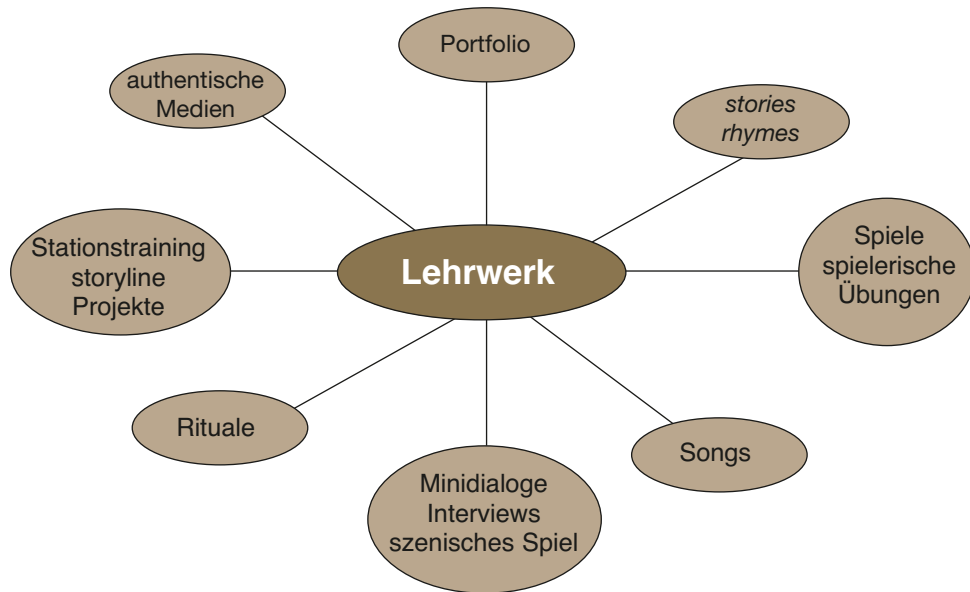 Portfolio
authentische
Medien
stories
rhymes
Stationstraining
storyline
Projekte
Lehrwerk
Spiele
spielerische
Übungen
Rituale
Songs
Minidialoge
Interviews
szenisches Spiel